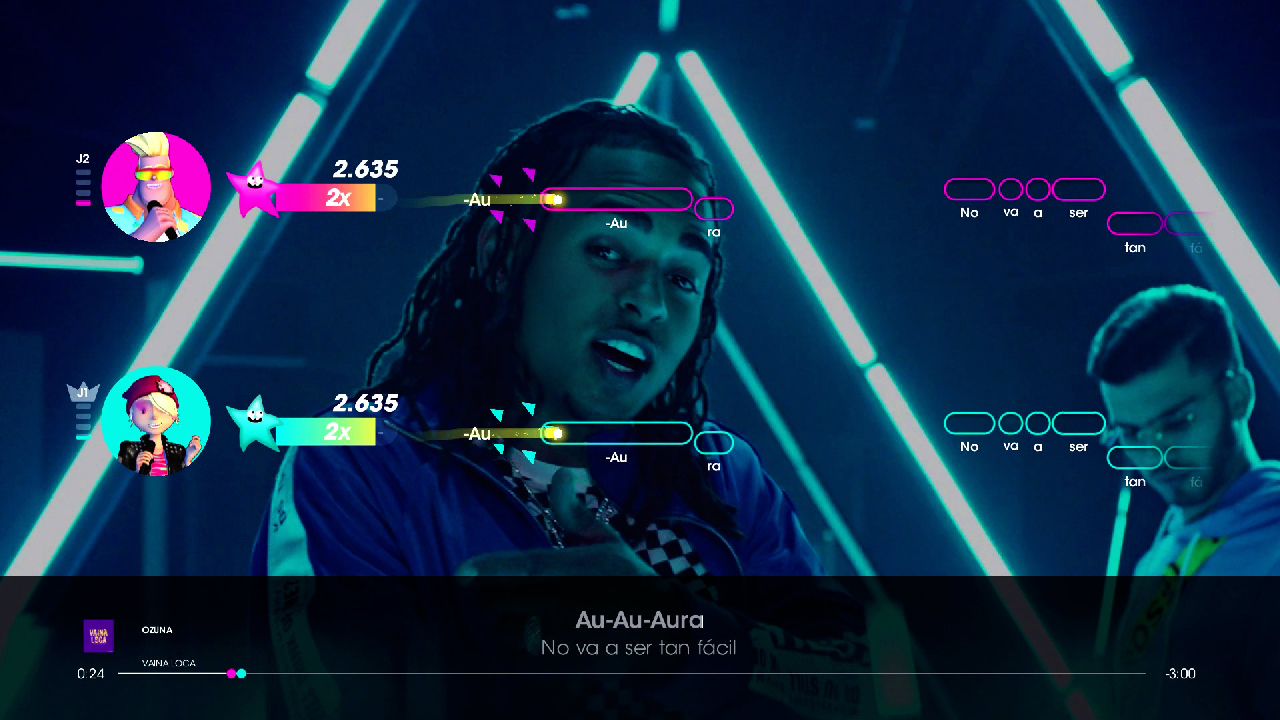 J2
2.635
2x
-
-Au
-Au
ra
No va a ser
tan fá
J1
2.635
2x
-
-Au
-Au
ra
No va a ser
tan fá
Au-Au-Aura
No va a ser tan fácil
VAINA
LOCA
OZUNA
VAINA LOCA
0:24
-3:00